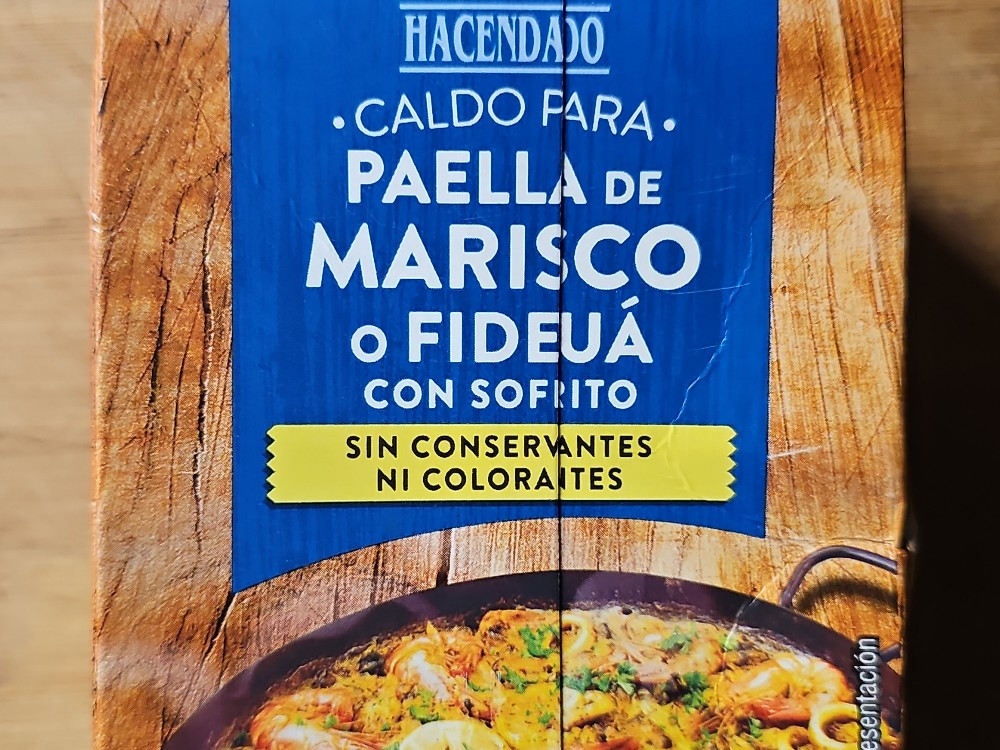 HACENDADO
• CALDO PARA •
PAELLA DE
MARISCO
O FIDEUÁ
CON SOFRITO
SIN CONSERVANTES
NI COLORANTES